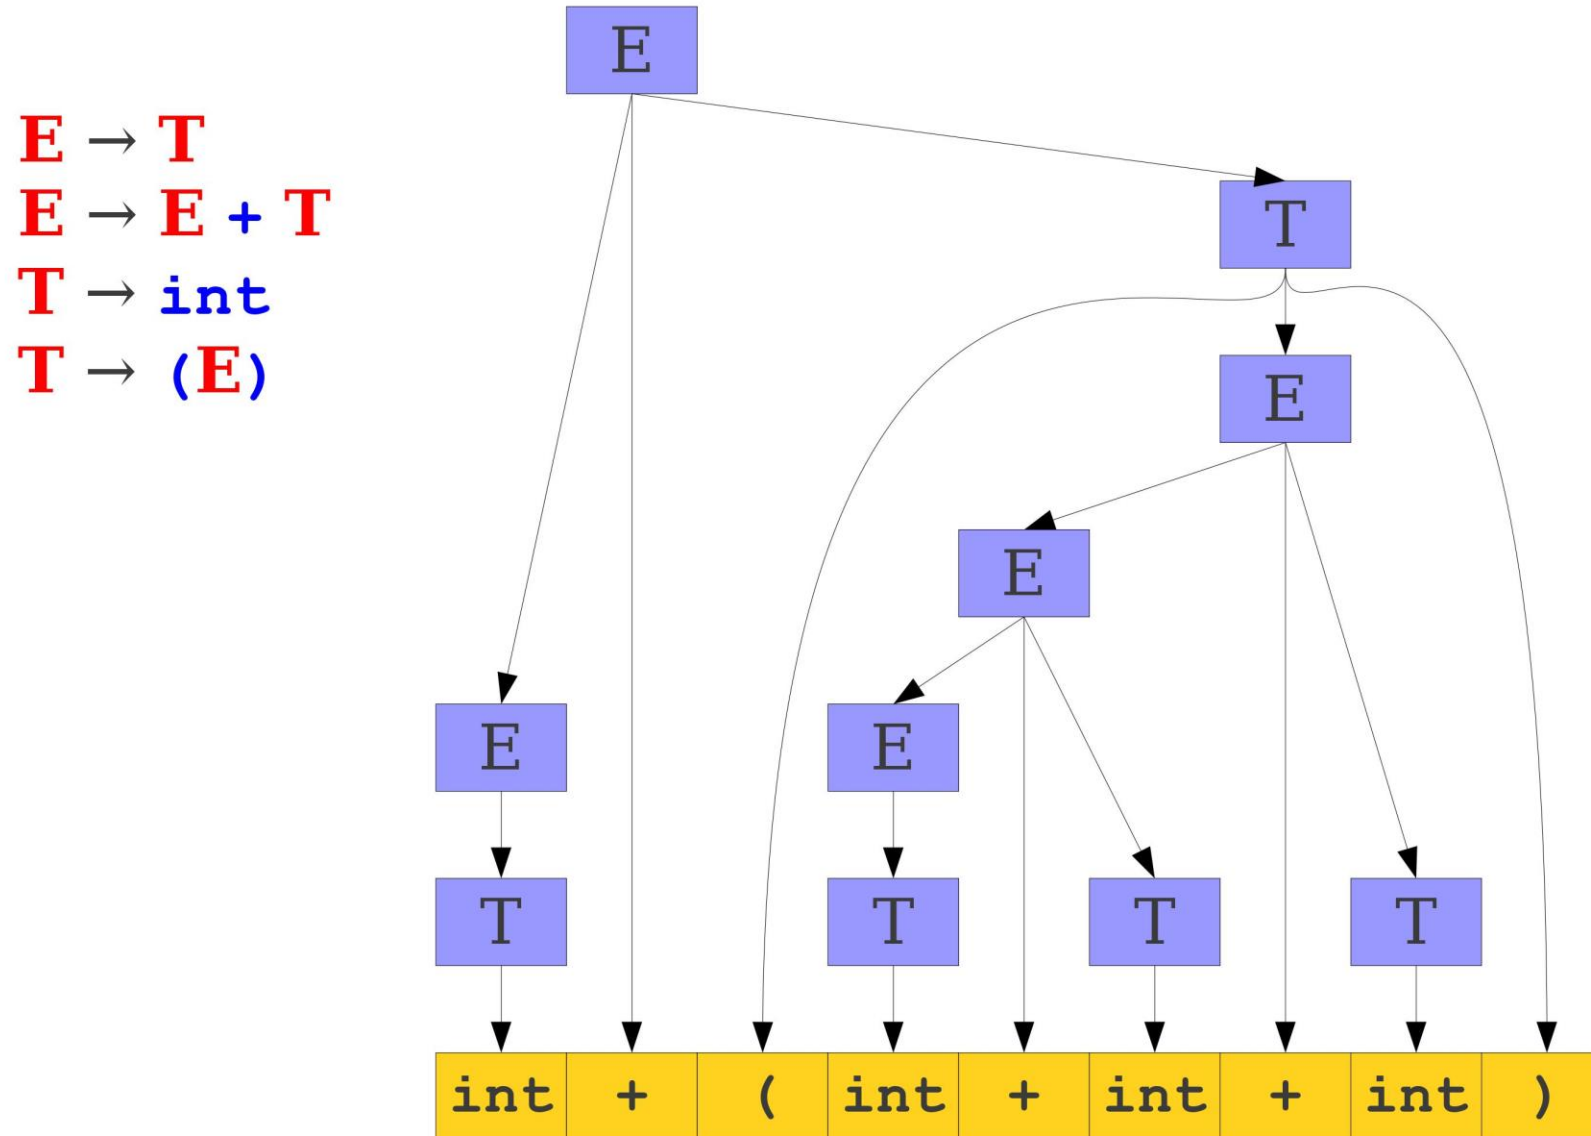 E
E → T
E → E + T
T
T → int
T → (E)
E
E
E E
T T T T
int + ( int + int + int )